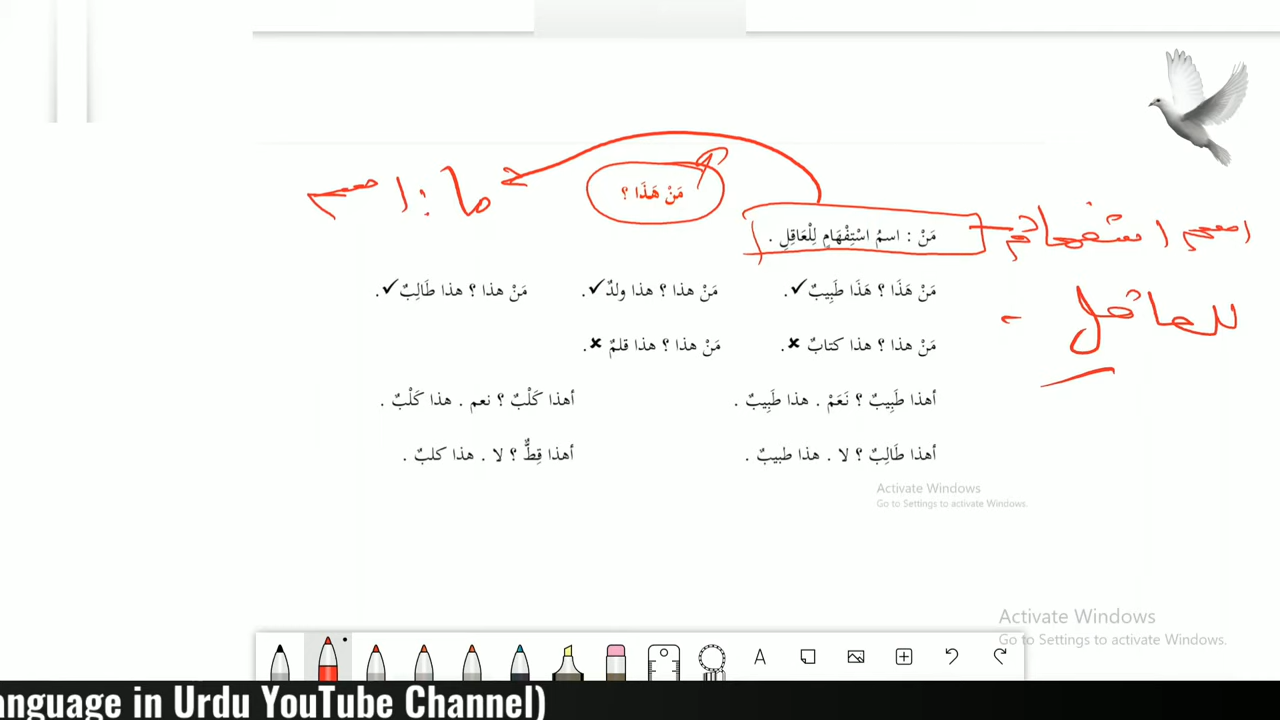 مَنْ هَذَا ؟
ما : اسم
مَنْ : اسمُ اسْتِفْهَامٍ لِلْعَاقِلِ .
اسم استفهام
للعاقل -
مَنْ هَذَا ؟ هَذَا طَبِيبٌ ✓. مَنْ هذا ؟ هذا ولدٌ ✓. مَنْ هذا ؟ هذا طَالِبٌ ✓.
مَنْ هذا ؟ هذا كتابٌ ✘. مَنْ هذا ؟ هذا قلمٌ ✘.
أهذا طَبِيبٌ ؟ نَعَمْ . هذا طَبِيبٌ . أهذا كَلْبٌ ؟ نعم . هذا كَلْبٌ .
أهذا طَالِبٌ ؟ لا . هذا طبيبٌ . أهذا قِطٌّ ؟ لا . هذا كلبٌ .
Activate Windows
Go to Settings to activate Windows.
Activate Windows
Go to Settings to activate Windows.
A
anguage in Urdu YouTube Channel)